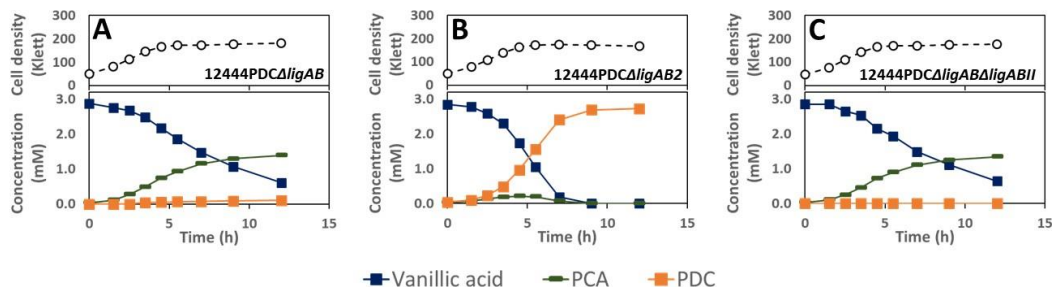 A
Cell density
(Klett)
300
200
100
0
12444PDCΔligAB
Concentration
(mM)
3.0
2.0
1.0
0.0
0
5
10
15
Time (h)
B
Cell density
(Klett)
300
200
100
0
12444PDCΔligAB2
Concentration
(mM)
3.0
2.0
1.0
0.0
0
5
10
15
Time (h)
C
Cell density
(Klett)
300
200
100
0
12444PDCΔligABΔligABII
Concentration
(mM)
3.0
2.0
1.0
0.0
0
5
10
15
Time (h)
Vanillic acid PCA PDC